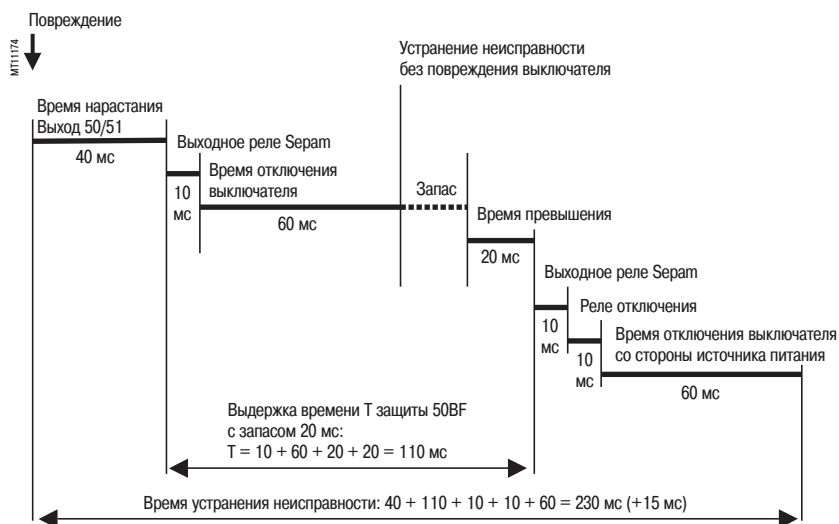 Повреждение
МТ11174
Устранение неисправности
без повреждения выключателя
Время нарастания
Выход 50/51
40 мс
Выходное реле Sepam
10
мс
Время отключения
выключателя
60 мс
Запас
Время превышения
20 мс
Выходное реле Sepam
10
мс
Реле отключения
10
мс
Время отключения выключателя
со стороны источника питания
60 мс
Выдержка времени T защиты 50BF
с запасом 20 мс:
T = 10 + 60 + 20 + 20 = 110 мс
Время устранения неисправности: 40 + 110 + 10 + 10 + 60 = 230 мс (+15 мс)